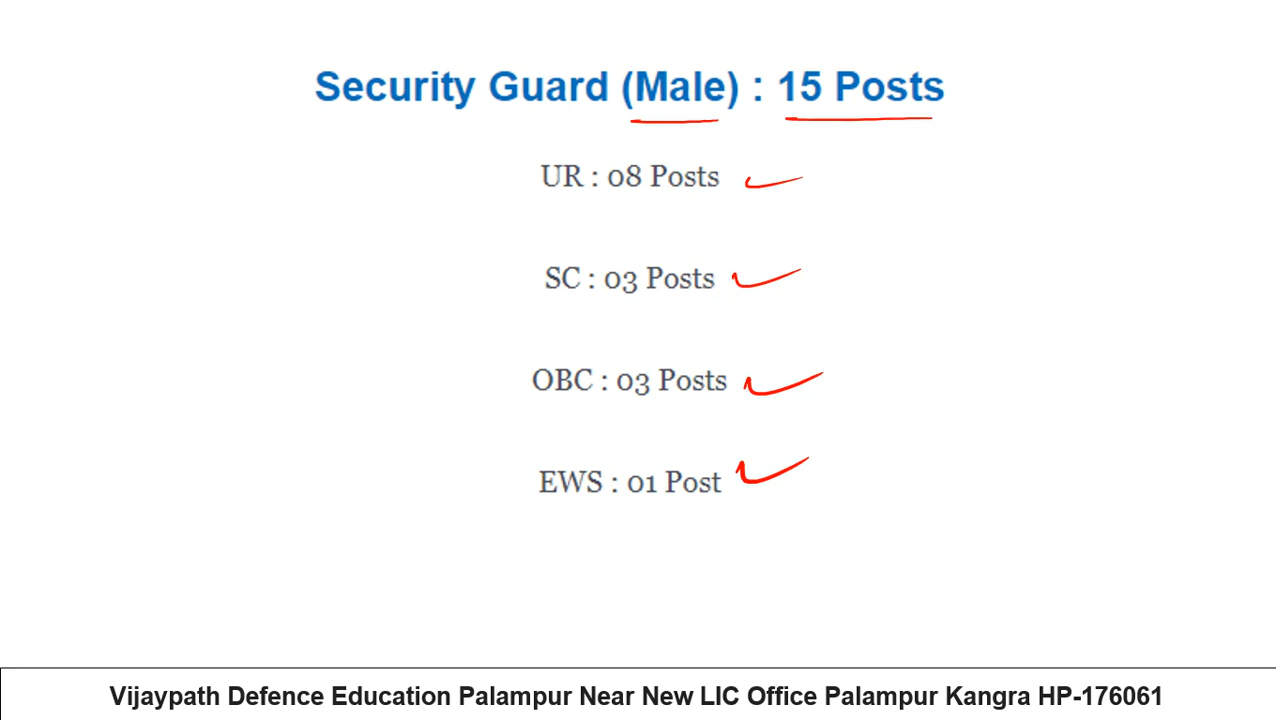 Security Guard (Male) : 15 Posts
UR : 08 Posts
SC : 03 Posts
OBC : 03 Posts
EWS : 01 Post
Vijaypath Defence Education Palampur Near New LIC Office Palampur Kangra HP-176061